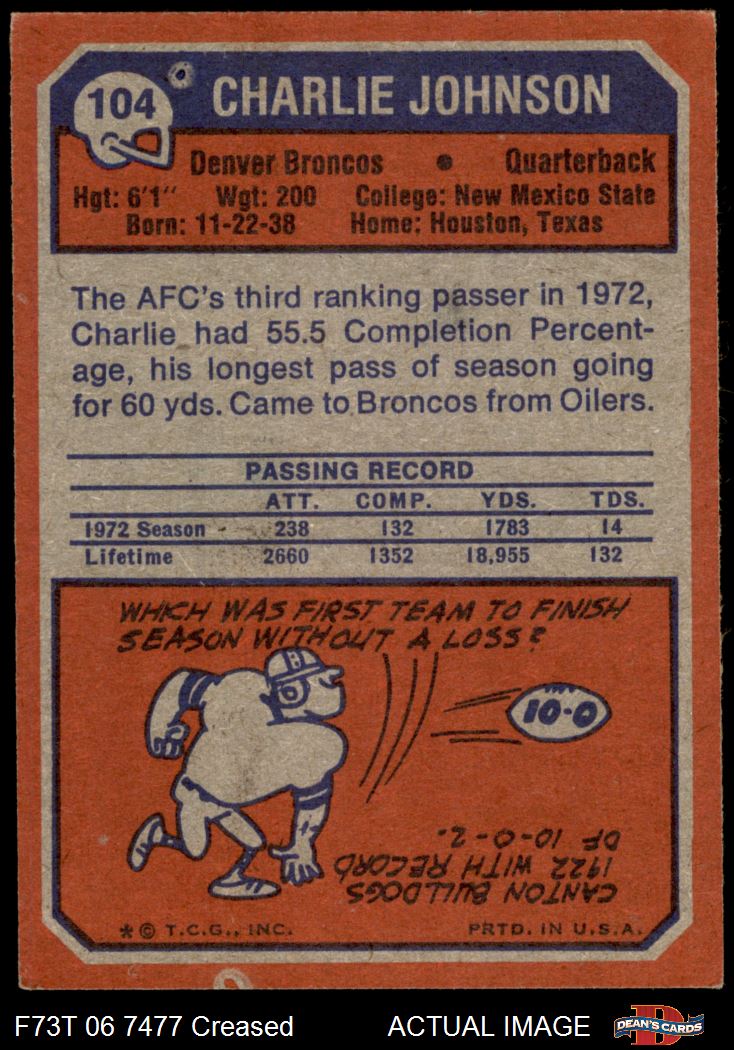 104
CHARLIE JOHNSON
Denver Broncos • Quarterback
Hgt: 6'1" Wgt: 200 College: New Mexico State
Born: 11-22-38 Home: Houston, Texas
The AFC's third ranking passer in 1972,
Charlie had 55.5 Completion Percent-
age, his longest pass of season going
for 60 yds. Came to Broncos from Oilers.
PASSING RECORD
ATT. COMP. YDS. TDS.
1972 Season 238 132 1783 14
Lifetime 2660 1352 18,955 132
WHICH WAS FIRST TEAM TO FINISH
SEASON WITHOUT A LOSS?
B
10-0
CANTON BULLDOGS
1922 WITH RECORD
OF 10-0-2.
* © T.C.G., INC. PRTD. IN U.S.A.
F73T 06 7477 Creased ACTUAL IMAGE
D
DEAN'S CARDS